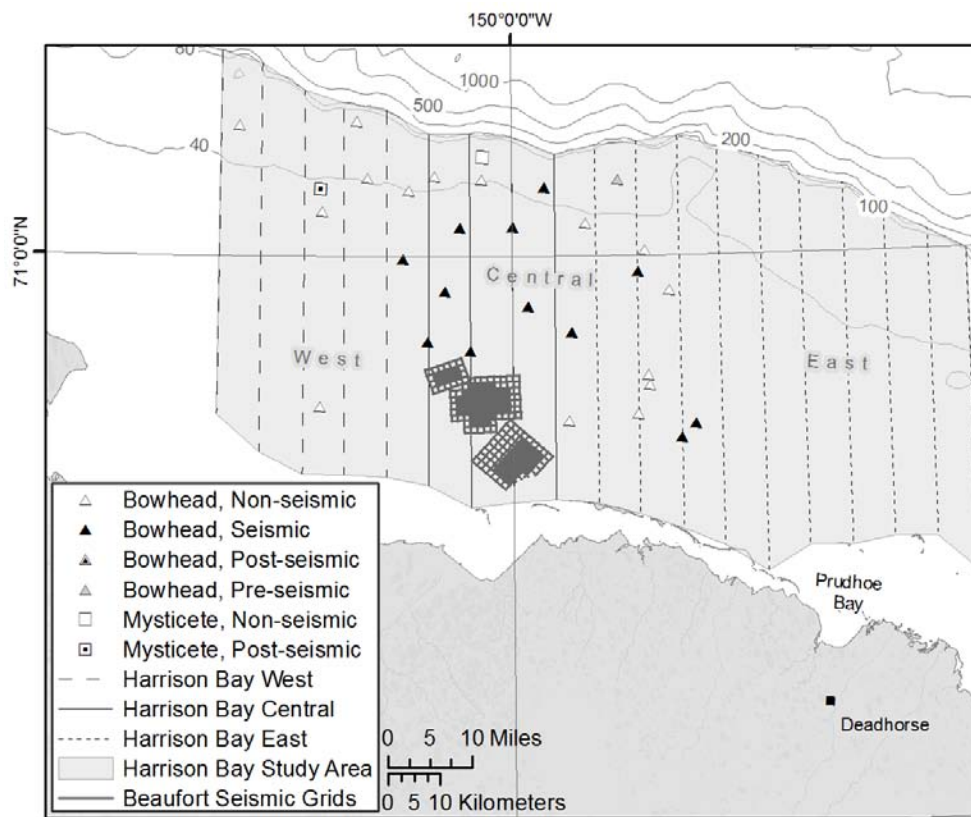 150°0'0"W
80
1000
500
40
200
100
71°0'0"N
Central
West
East
Bowhead, Non-seismic
Bowhead, Seismic
Bowhead, Post-seismic
Bowhead, Pre-seismic
Mysticete, Non-seismic
Mysticete, Post-seismic
Harrison Bay West
Harrison Bay Central
Harrison Bay East
Harrison Bay Study Area
Beaufort Seismic Grids
Prudhoe
Bay
Deadhorse
0 5 10 Miles
0 5 10 Kilometers